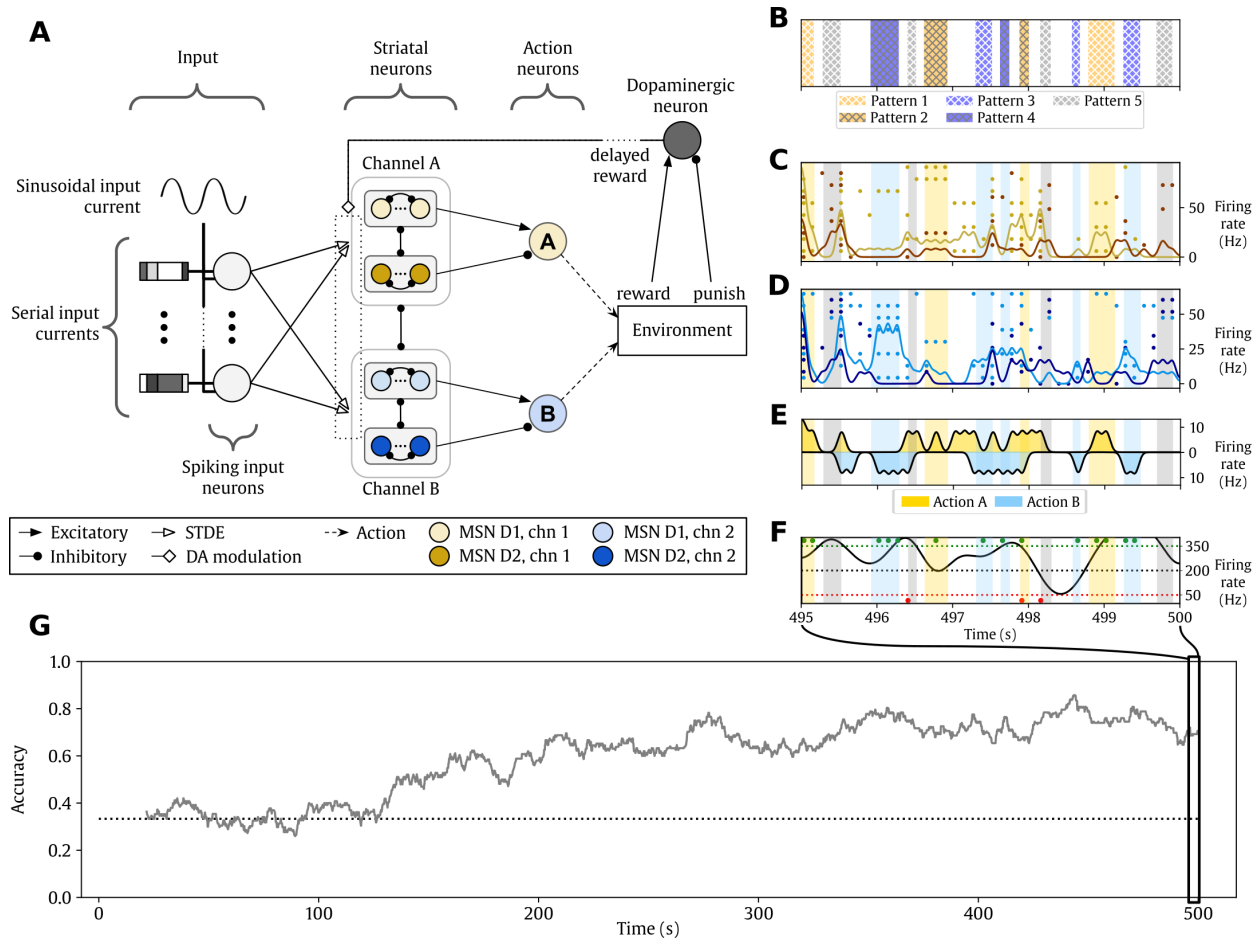 A
Input
Striatal
neurons
Action
neurons
Dopaminergic
neuron
Sinusoidal input
current
Serial input
currents
Spiking input
neurons
Channel A
Channel B
delayed
reward
A
B
reward
punish
Environment
Excitatory
Inhibitory
STDE
DA modulation
Action
MSN D1, chn 1
MSN D2, chn 1
MSN D1, chn 2
MSN D2, chn 2
B
Pattern 1
Pattern 2
Pattern 3
Pattern 4
Pattern 5
C
50
0
Firing
rate
(Hz)
D
50
25
0
Firing
rate
(Hz)
E
10
0
10
Firing
rate
(Hz)
Action A
Action B
F
350
200
50
Firing
rate
(Hz)
495 496 497 498 499 500
Time (s)
G
1.0
0.8
0.6
0.4
0.2
0.0
Accuracy
0 100 200 300 400 500
Time (s)